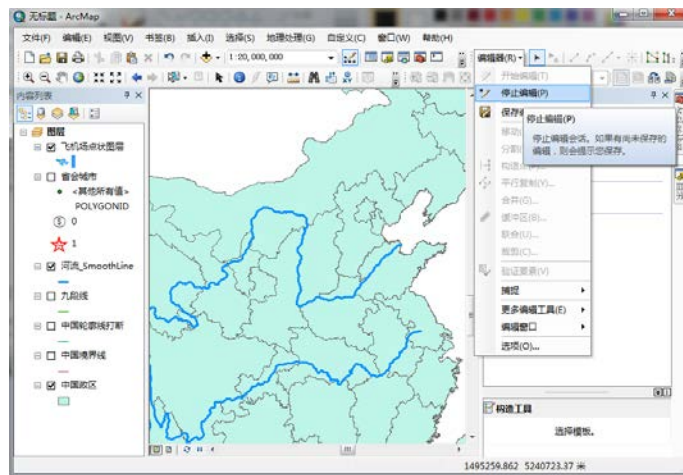 无标题 - ArcMap
文件(F) 编辑(E) 视图(V) 书签(B) 插入(I) 选择(S) 地理处理(G) 自定义(C) 窗口(W) 帮助(H)
1:20,000,000
编辑器(R)
内容列表
图层
飞机场点状图层
省会城市
<其他所有值>
POLYGONID
0
1
河流_SmoothLine
九段线
中国轮廓线打断
中国境界线
中国政区
开始编辑(T)
停止编辑(P)
停止编辑(P)
停止编辑会话。如果有尚未保存的
编辑，则会提示您保存。
平行复制(Y)...
合并(G)...
缓冲区(B)...
联合(U)...
裁剪(C)...
验证要素(V)
捕捉
更多编辑工具(E)
编辑窗口
选项(O)...
构造工具
选择模板。
1495259.862 5240723.37 米